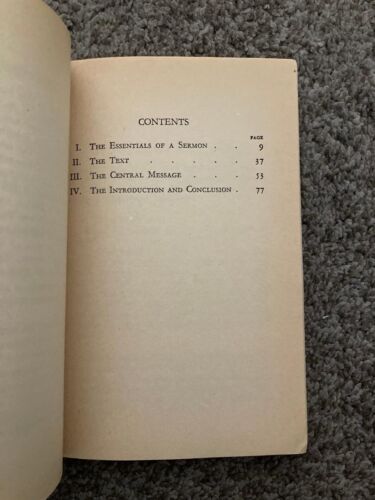 CONTENTS
PAGE
I. The Essentials of a Sermon . . 9
II. The Text . . . . . 37
III. The Central Message . . . 53
IV. The Introduction and Conclusion . 77